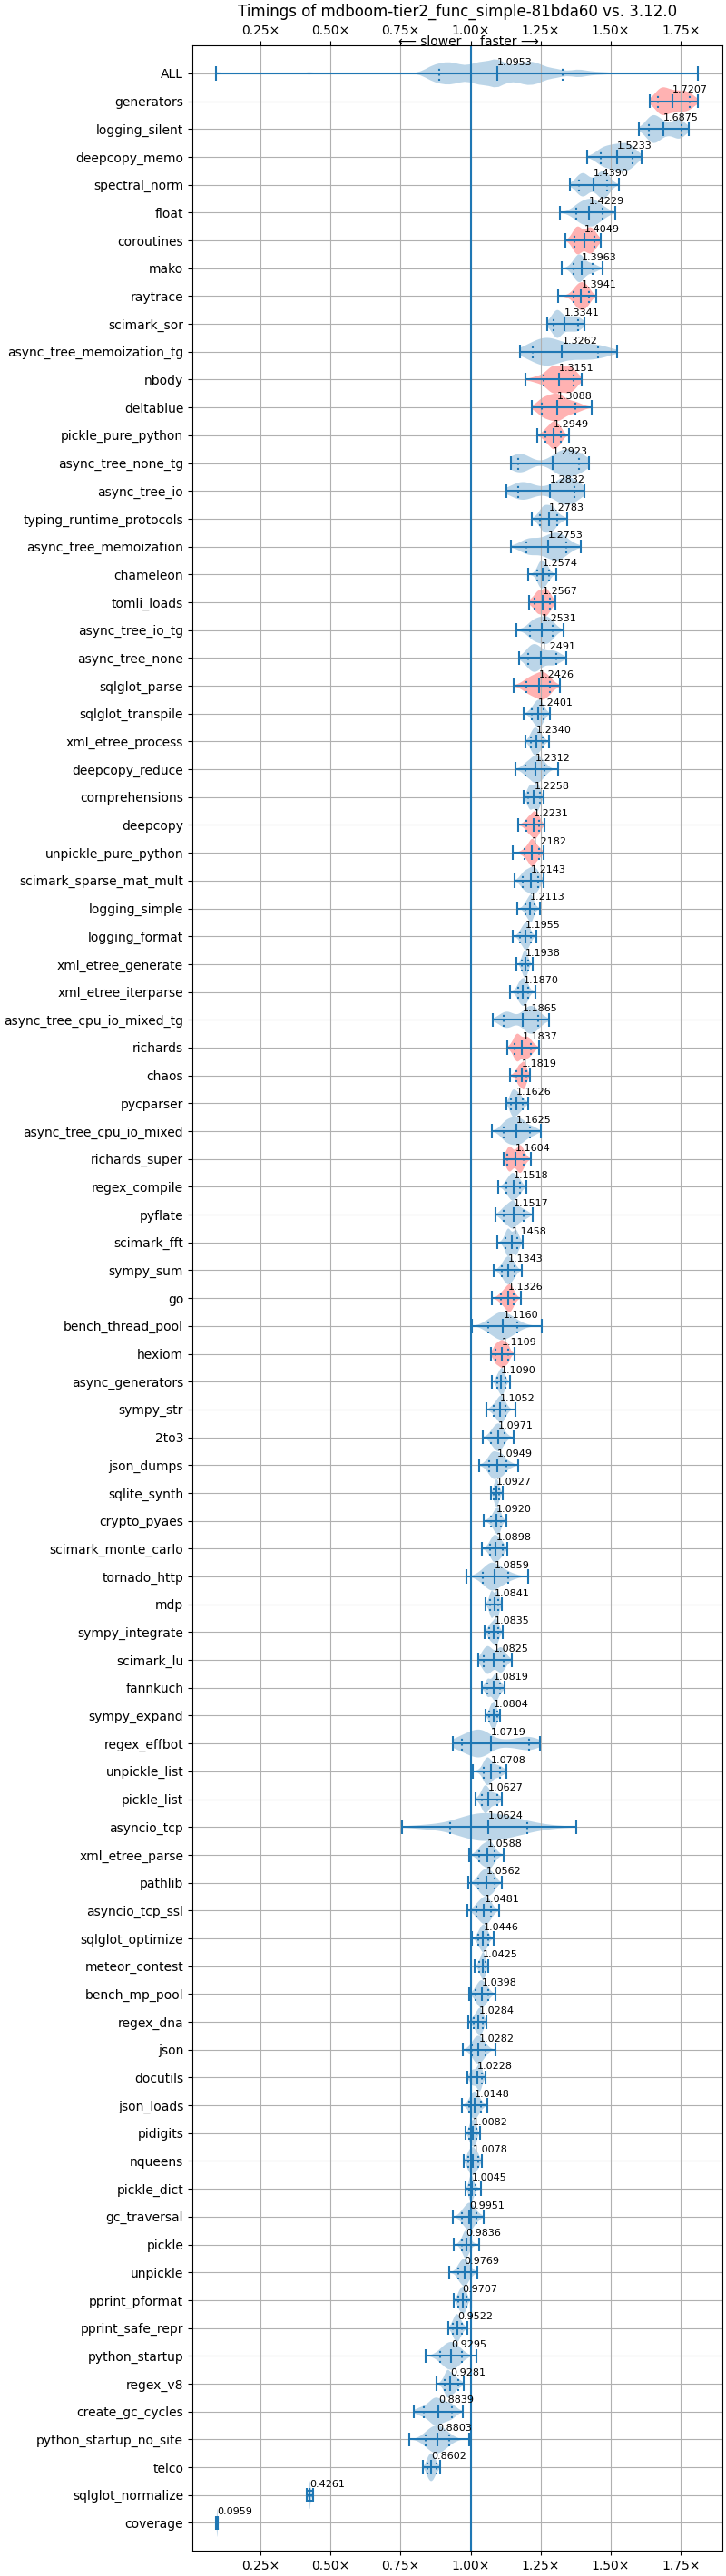 Timings of mdboom-tier2_func_simple-81bda60 vs. 3.12.0
0.25× 0.50× 0.75× 1.00× 1.25× 1.50× 1.75×
⟵ slower faster ⟶
ALL 1.0953
generators 1.7207
logging_silent 1.6875
deepcopy_memo 1.5233
spectral_norm 1.4390
float 1.4229
coroutines 1.4049
mako 1.3963
raytrace 1.3941
scimark_sor 1.3341
async_tree_memoization_tg 1.3262
nbody 1.3151
deltablue 1.3088
pickle_pure_python 1.2949
async_tree_none_tg 1.2923
async_tree_io 1.2832
typing_runtime_protocols 1.2783
async_tree_memoization 1.2753
chameleon 1.2574
tomli_loads 1.2567
async_tree_io_tg 1.2531
async_tree_none 1.2491
sqlglot_parse 1.2426
sqlglot_transpile 1.2401
xml_etree_process 1.2340
deepcopy_reduce 1.2312
comprehensions 1.2258
deepcopy 1.2231
unpickle_pure_python 1.2182
scimark_sparse_mat_mult 1.2143
logging_simple 1.2113
logging_format 1.1955
xml_etree_generate 1.1938
xml_etree_iterparse 1.1870
async_tree_cpu_io_mixed_tg 1.1865
richards 1.1837
chaos 1.1819
pycparser 1.1626
async_tree_cpu_io_mixed 1.1625
richards_super 1.1604
regex_compile 1.1518
pyflate 1.1517
scimark_fft 1.1458
sympy_sum 1.1343
go 1.1326
bench_thread_pool 1.1160
hexiom 1.1109
async_generators 1.1090
sympy_str 1.1052
2to3 1.0971
json_dumps 1.0949
sqlite_synth 1.0927
crypto_pyaes 1.0920
scimark_monte_carlo 1.0898
tornado_http 1.0859
mdp 1.0841
sympy_integrate 1.0835
scimark_lu 1.0825
fannkuch 1.0819
sympy_expand 1.0804
regex_effbot 1.0719
unpickle_list 1.0708
pickle_list 1.0627
asyncio_tcp 1.0624
xml_etree_parse 1.0588
pathlib 1.0562
asyncio_tcp_ssl 1.0481
sqlglot_optimize 1.0446
meteor_contest 1.0425
bench_mp_pool 1.0398
regex_dna 1.0284
json 1.0282
docutils 1.0228
json_loads 1.0148
pidigits 1.0082
nqueens 1.0078
pickle_dict 1.0045
gc_traversal 0.9951
pickle 0.9836
unpickle 0.9769
pprint_pformat 0.9707
pprint_safe_repr 0.9522
python_startup 0.9295
regex_v8 0.9281
create_gc_cycles 0.8839
python_startup_no_site 0.8803
telco 0.8602
sqlglot_normalize 0.4261
coverage 0.0959
0.25× 0.50× 0.75× 1.00× 1.25× 1.50× 1.75×